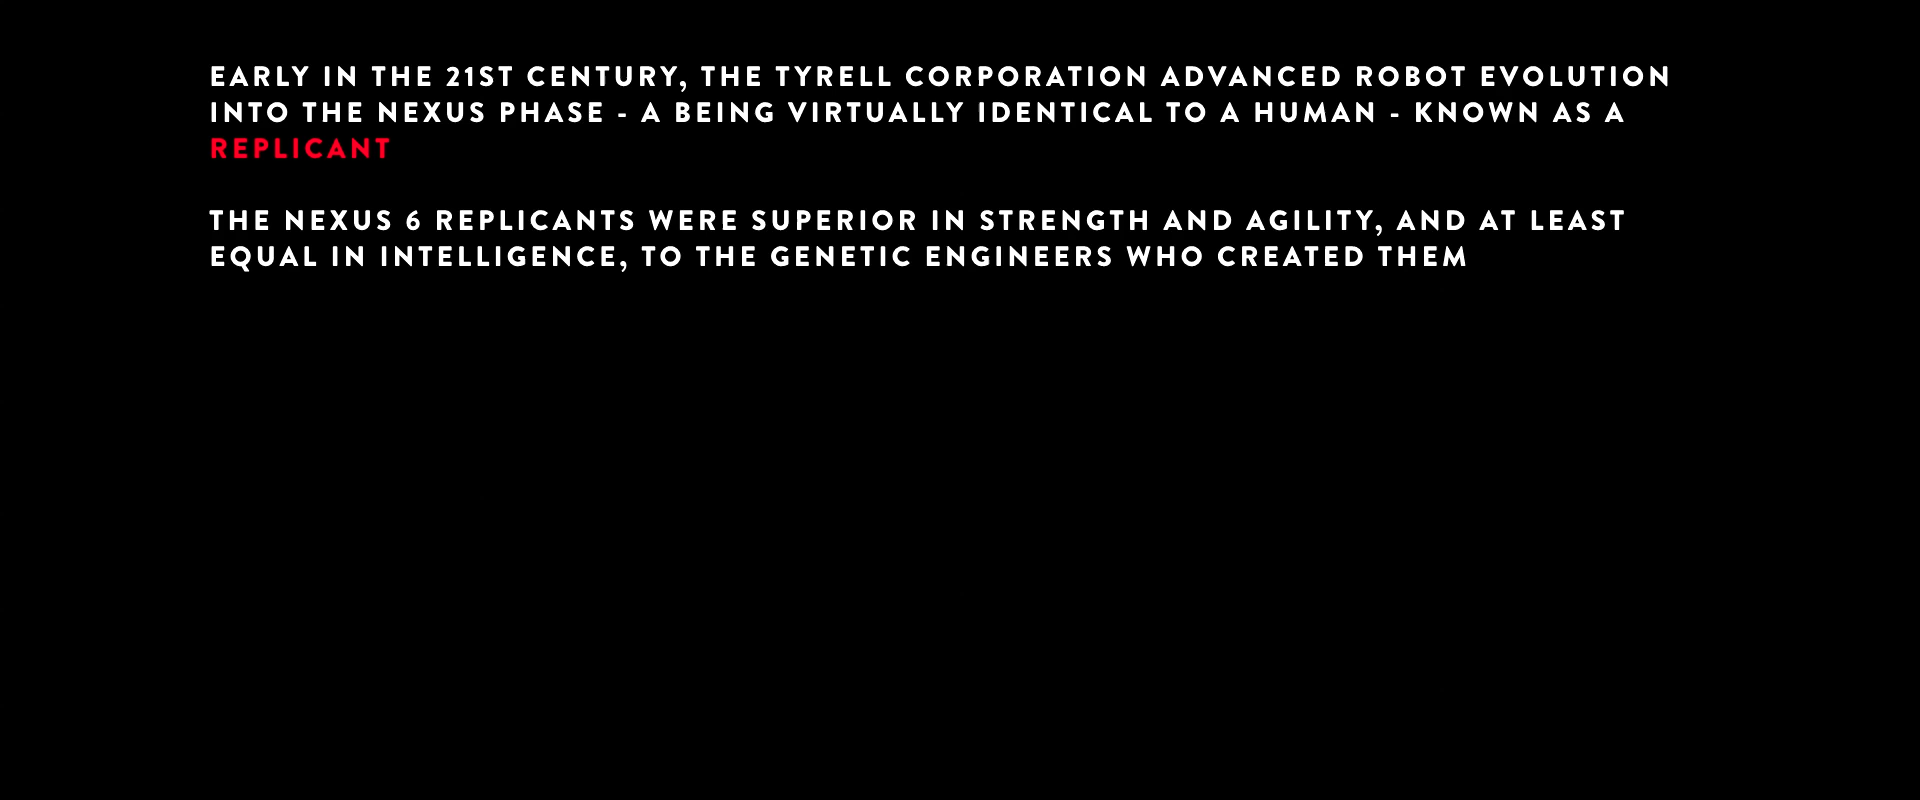 EARLY IN THE 21ST CENTURY, THE TYRELL CORPORATION ADVANCED ROBOT EVOLUTION
INTO THE NEXUS PHASE - A BEING VIRTUALLY IDENTICAL TO A HUMAN - KNOWN AS A
REPLICANT
THE NEXUS 6 REPLICANTS WERE SUPERIOR IN STRENGTH AND AGILITY, AND AT LEAST
EQUAL IN INTELLIGENCE, TO THE GENETIC ENGINEERS WHO CREATED THEM